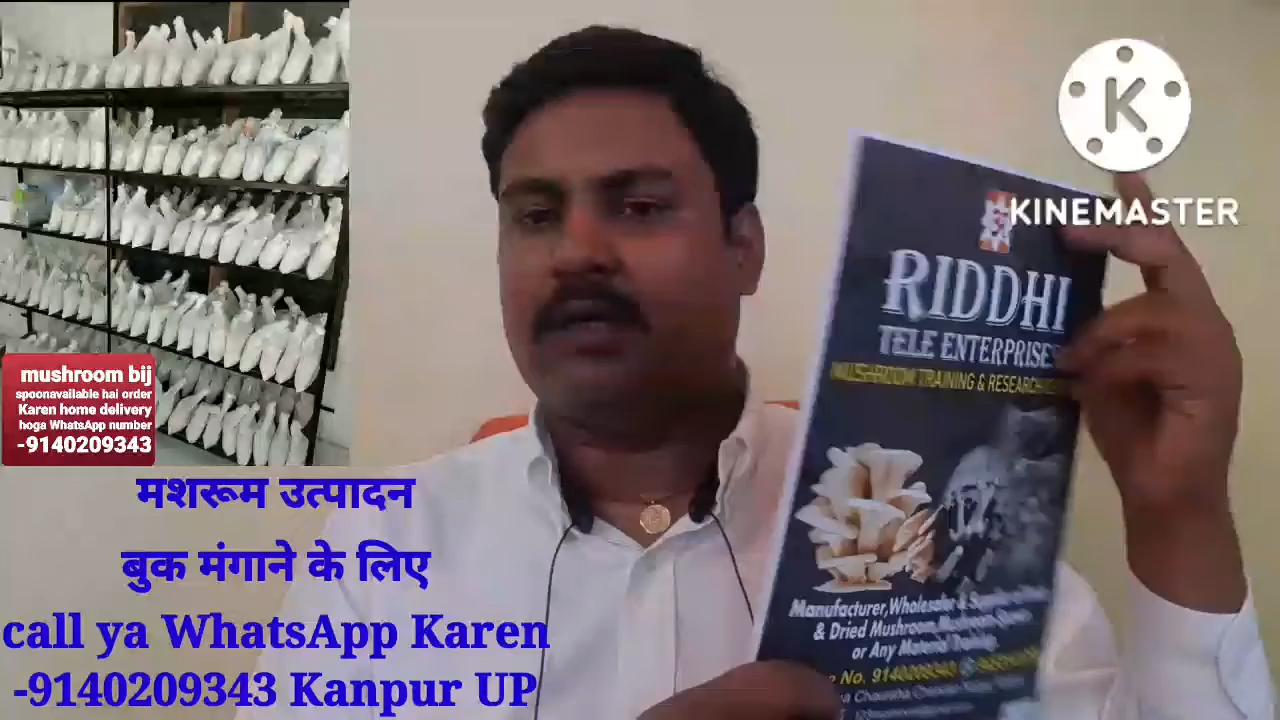 KINEMASTER
RIDDHI
TELE ENTERPRISES
MUSHROOM TRAINING & RESEARCH
Manufacturer, Wholesaler &
& Dried Mushroom, Mushroom
or Any Material Training
No. 9140209343
mushroom bij
spoonavailable hai order
Karen home delivery
hoga WhatsApp number
-9140209343
मशरूम उत्पादन
बुक मंगाने के लिए
call ya WhatsApp Karen
-9140209343 Kanpur UP